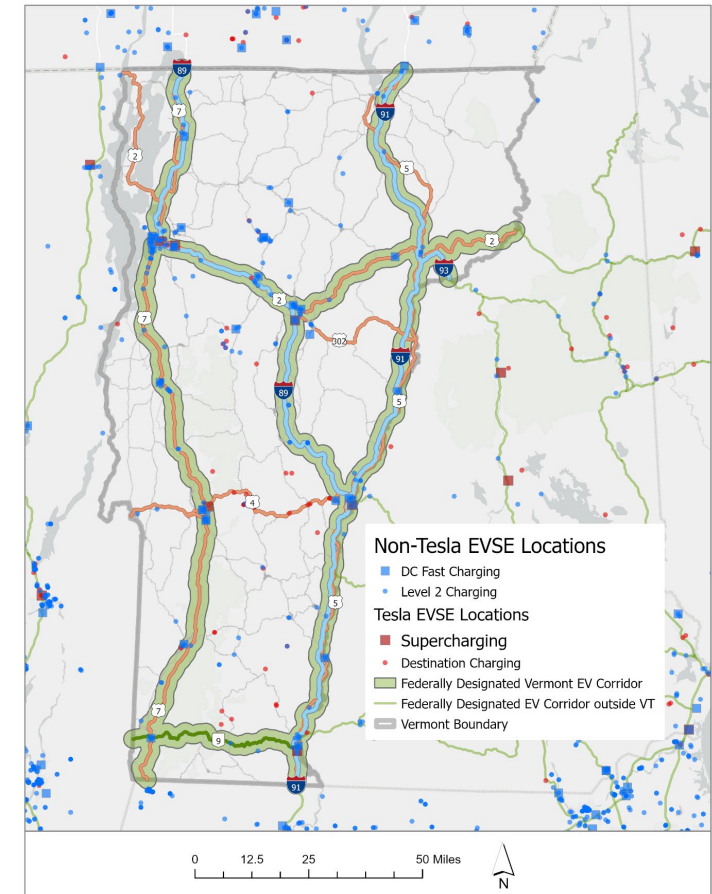 89
7
91
2
5
2
93
2
7
302
91
89
5
4
5
7
9
91
Non-Tesla EVSE Locations
DC Fast Charging
Level 2 Charging
Tesla EVSE Locations
Supercharging
Destination Charging
Federally Designated Vermont EV Corridor
Federally Designated EV Corridor outside VT
Vermont Boundary
0 12.5 25 50 Miles
N